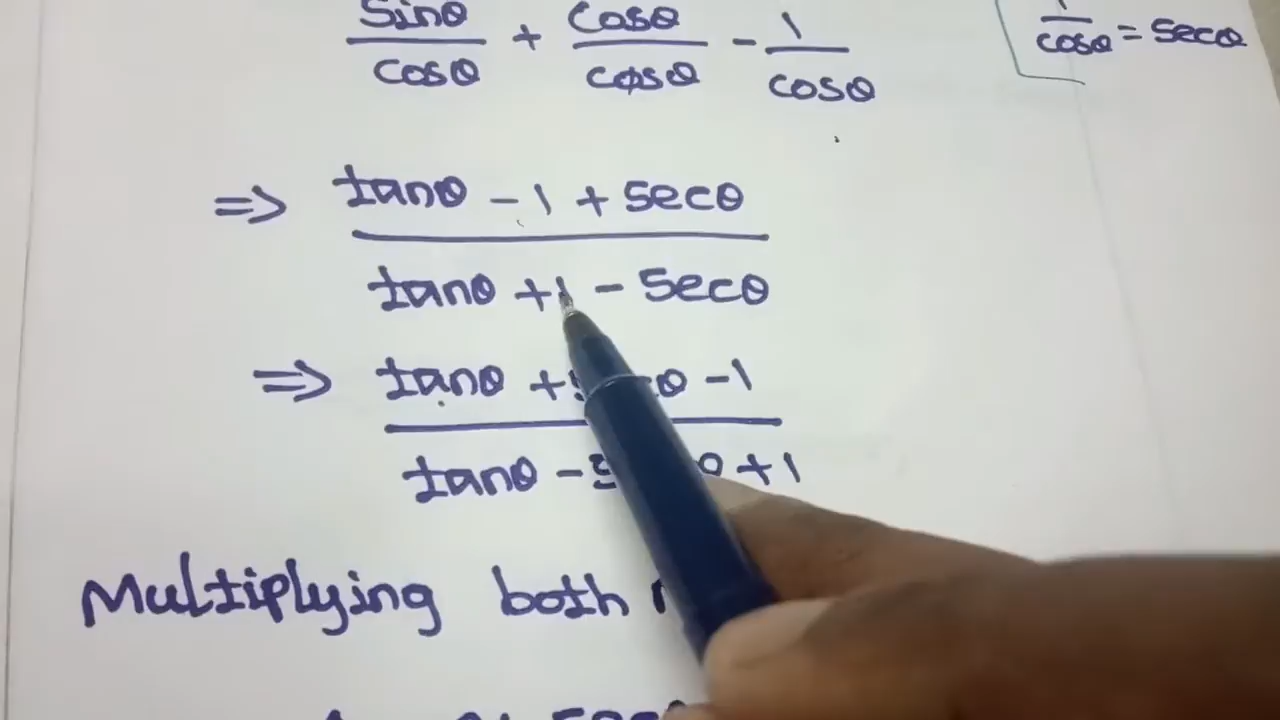 sinθ/cosθ + cosθ/cosθ - 1/cosθ
1/cosθ = secθ
=> tanθ - 1 + secθ
tanθ + 1 - secθ
=> tanθ + θ - 1
tanθ - θ + 1
Multiplying both